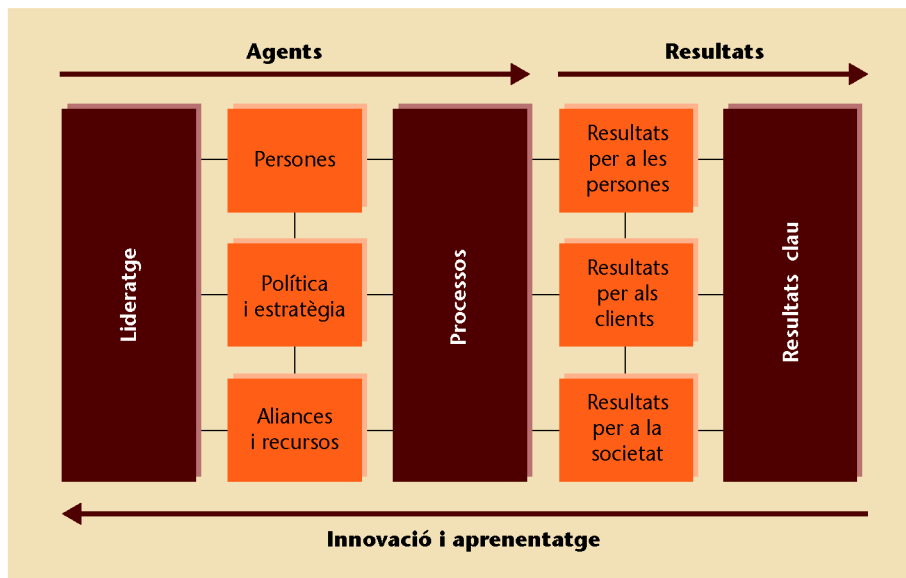 Agents
Resultats
Lideratge
Persones
Política
i estratègia
Aliances
i recursos
Processos
Resultats
per a les
persones
Resultats
per als
clients
Resultats
per a la
societat
Resultats clau
Innovació i aprenentatge